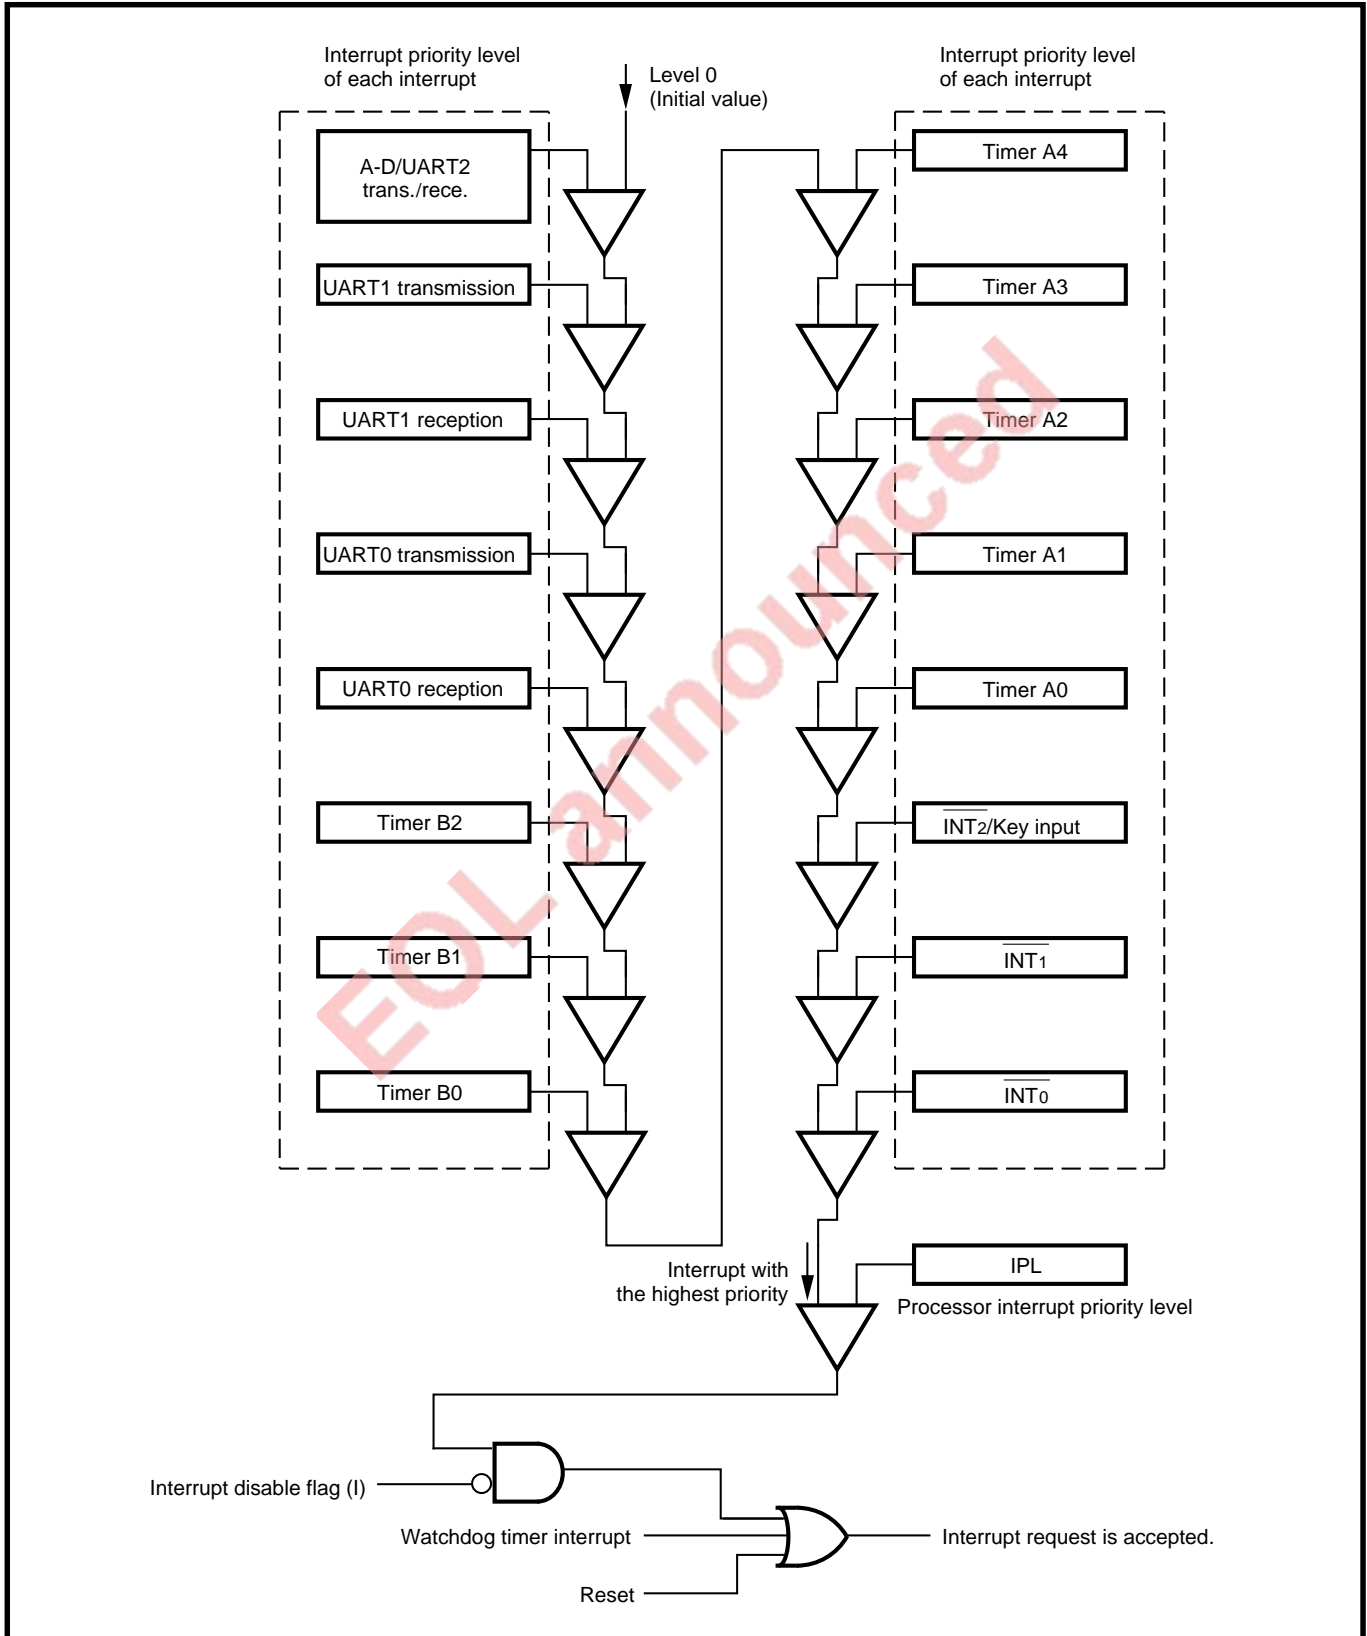 Interrupt priority level
of each interrupt
Level 0
(Initial value)
Interrupt priority level
of each interrupt
A-D/UART2
trans./rece.
Timer A4
UART1 transmission
Timer A3
UART1 reception
Timer A2
UART0 transmission
Timer A1
UART0 reception
Timer A0
Timer B2
INT2/Key input
Timer B1
INT1
Timer B0
INT0
EOL announced
Interrupt with
the highest priority
IPL
Processor interrupt priority level
Interrupt disable flag (I)
Watchdog timer interrupt
Interrupt request is accepted.
Reset